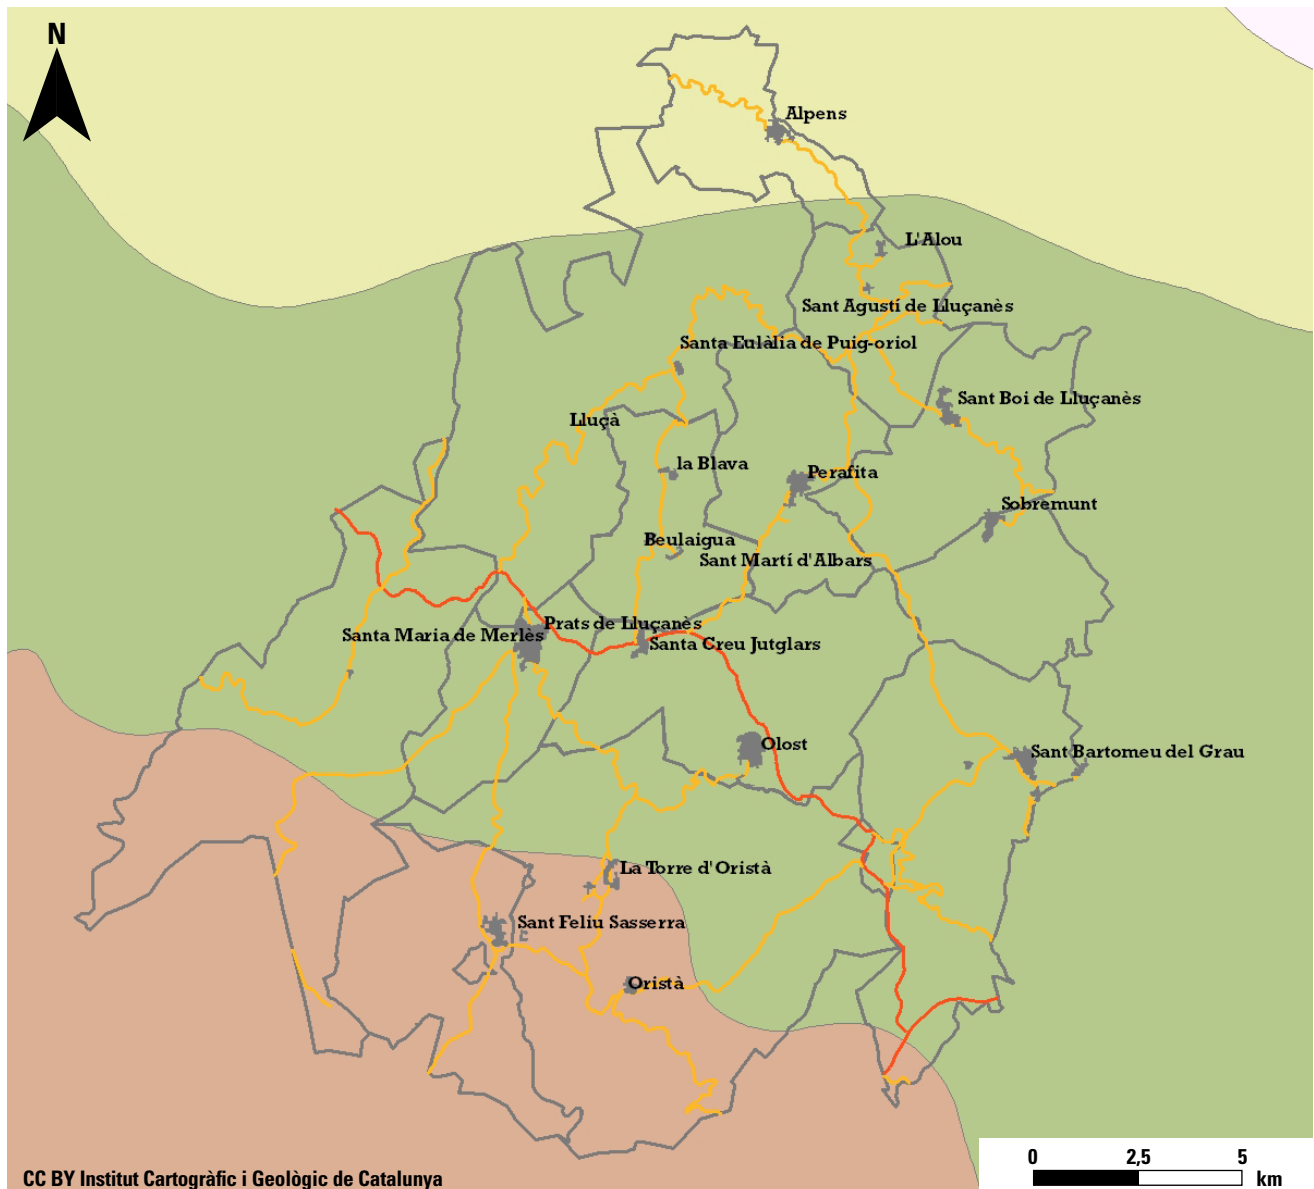 N
Alpens
L'Alou
Sant Agustí de Lluçanès
Santa Eulàlia de Puig-oriol
Sant Boi de Lluçanès
Lluçà
la Blava
Perafita
Sobremunt
Beulaigua
Sant Martí d'Albars
Prats de Lluçanès
Santa Maria de Merlès
Santa Creu Jutglars
Olost
Sant Bartomeu del Grau
La Torre d'Oristà
Sant Feliu Sasserra
Oristà
0 2,5 5
km
CC BY Institut Cartogràfic i Geològic de Catalunya